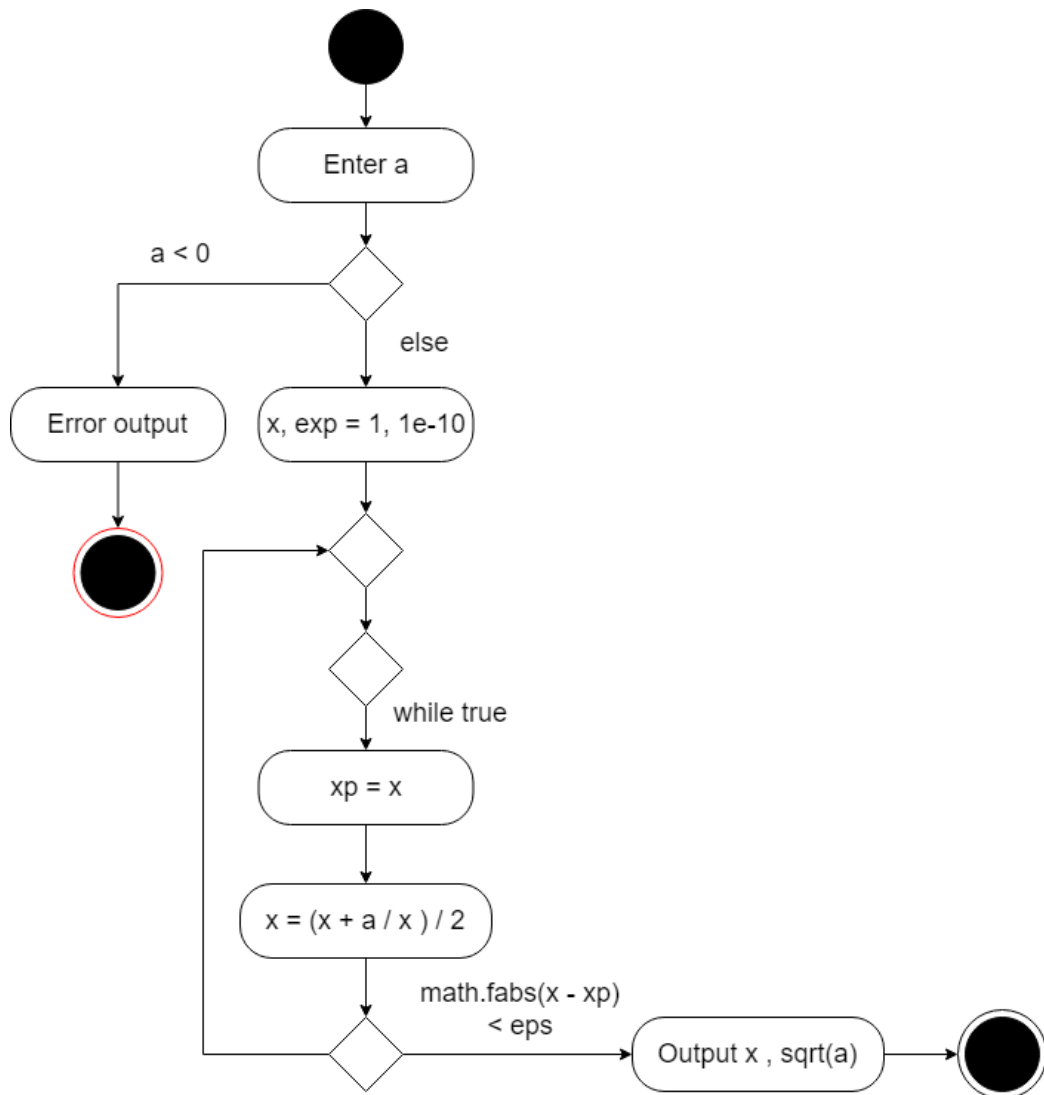 Enter a
a < 0
else
Error output
x, exp = 1, 1e-10
while true
xp = x
x = (x + a / x ) / 2
math.fabs(x - xp)
< eps
Output x , sqrt(a)